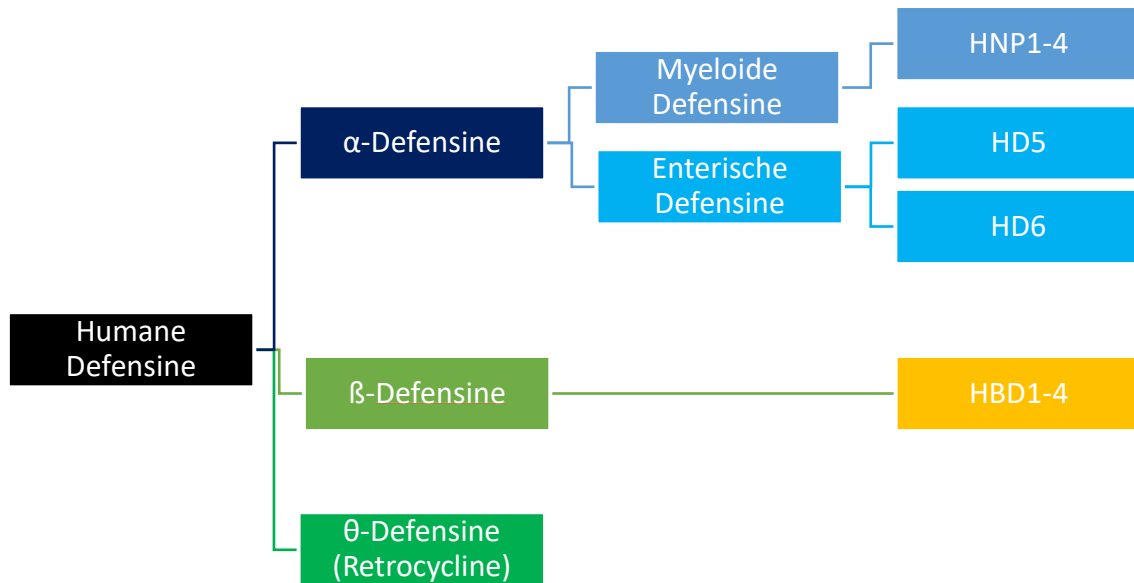 Humane
Defensine
α-Defensine
Myeloide
Defensine
HNP1-4
Enterische
Defensine
HD5
HD6
ß-Defensine
HBD1-4
θ-Defensine
(Retrocycline)